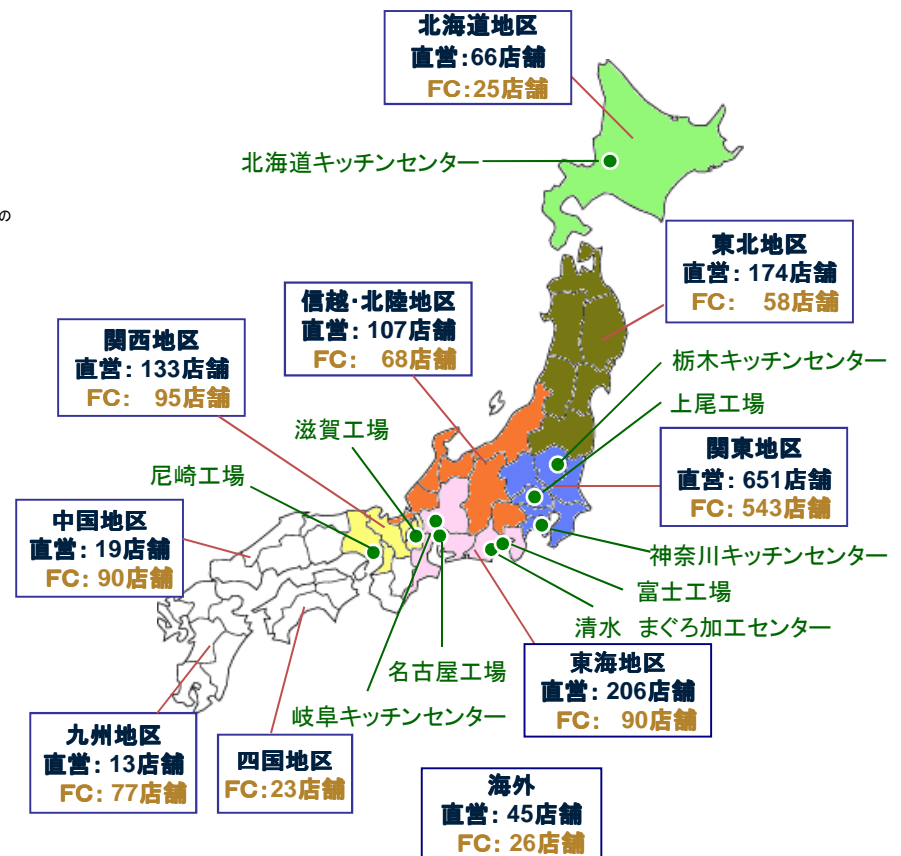 北海道地区
直営:66店舗
FC:25店舗
北海道キッチンセンター
の
東北地区
直営: 174店舗
FC: 58店舗
信越・北陸地区
直営: 107店舗
FC: 68店舗
関西地区
直営: 133店舗
FC: 95店舗
栃木キッチンセンター
上尾工場
滋賀工場
尼崎工場
関東地区
直営: 651店舗
FC: 543店舗
中国地区
直営: 19店舗
FC: 90店舗
神奈川キッチンセンター
富士工場
清水 まぐろ加工センター
名古屋工場
岐阜キッチンセンター
東海地区
直営: 206店舗
FC: 90店舗
九州地区
直営: 13店舗
FC: 77店舗
四国地区
FC:23店舗
海外
直営: 45店舗
FC: 26店舗